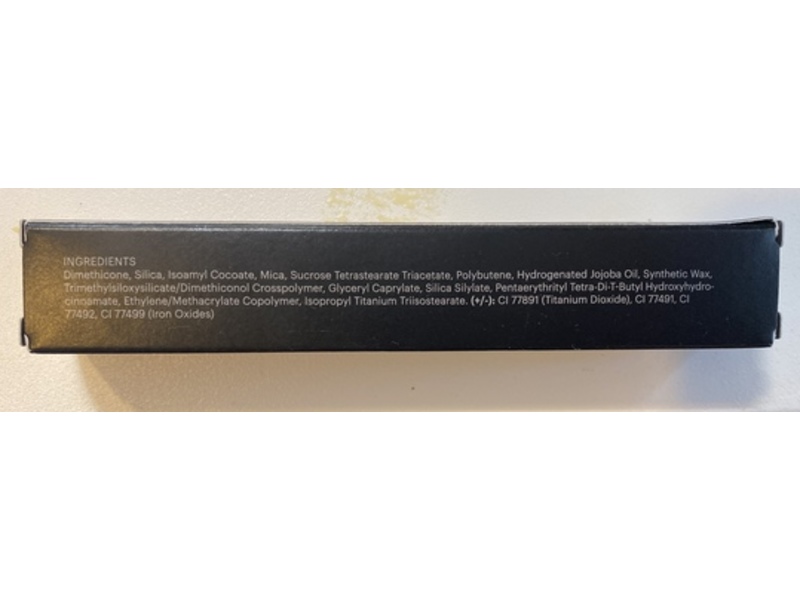 INGREDIENTS
Dimethicone, Silica, Isoamyl Cocoate, Mica, Sucrose Tetrastearate Triacetate, Polybutene, Hydrogenated Jojoba Oil, Synthetic Wax,
Trimethylsiloxysilicate/Dimethiconol Crosspolymer, Glyceryl Caprylate, Silica Silylate, Pentaerythrityl Tetra-Di-T-Butyl Hydroxyhydro-
cinnamate, Ethylene/Methacrylate Copolymer, Isopropyl Titanium Triisostearate. (+/-): CI 77891 (Titanium Dioxide), CI 77491, CI
77492, CI 77499 (Iron Oxides)